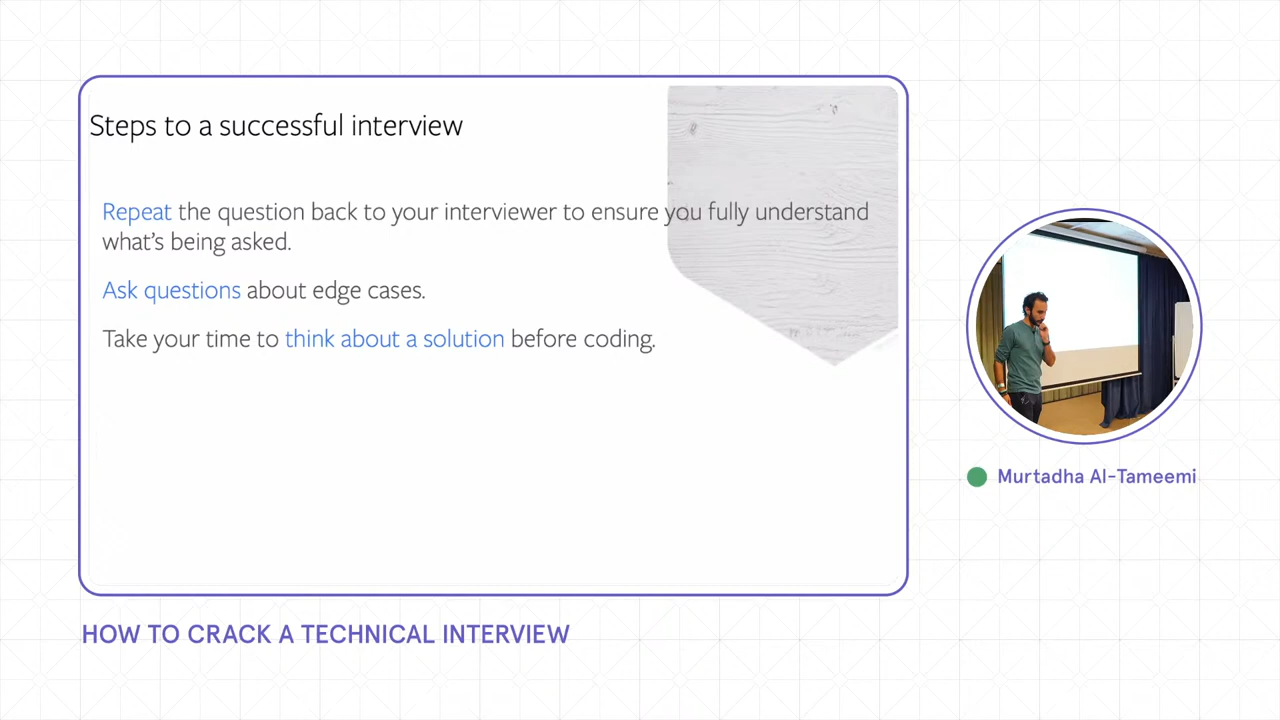 Steps to a successful interview
Repeat the question back to your interviewer to ensure you fully understand
what’s being asked.
Ask questions about edge cases.
Take your time to think about a solution before coding.
Murtadha Al-Tameemi
HOW TO CRACK A TECHNICAL INTERVIEW